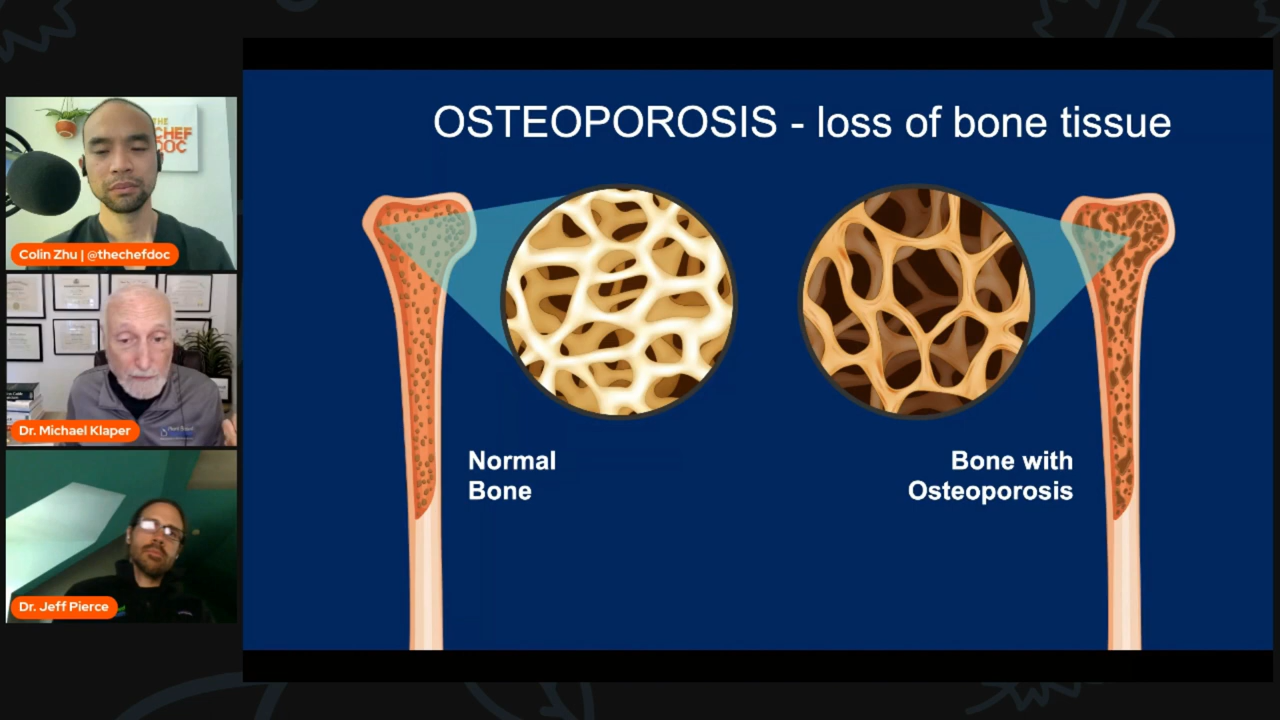 THE
CHEF
DOC
Colin Zhu | @thechefdoc
Dr. Michael Klaper
Dr. Jeff Pierce
OSTEOPOROSIS - loss of bone tissue
Normal
Bone
Bone with
Osteoporosis